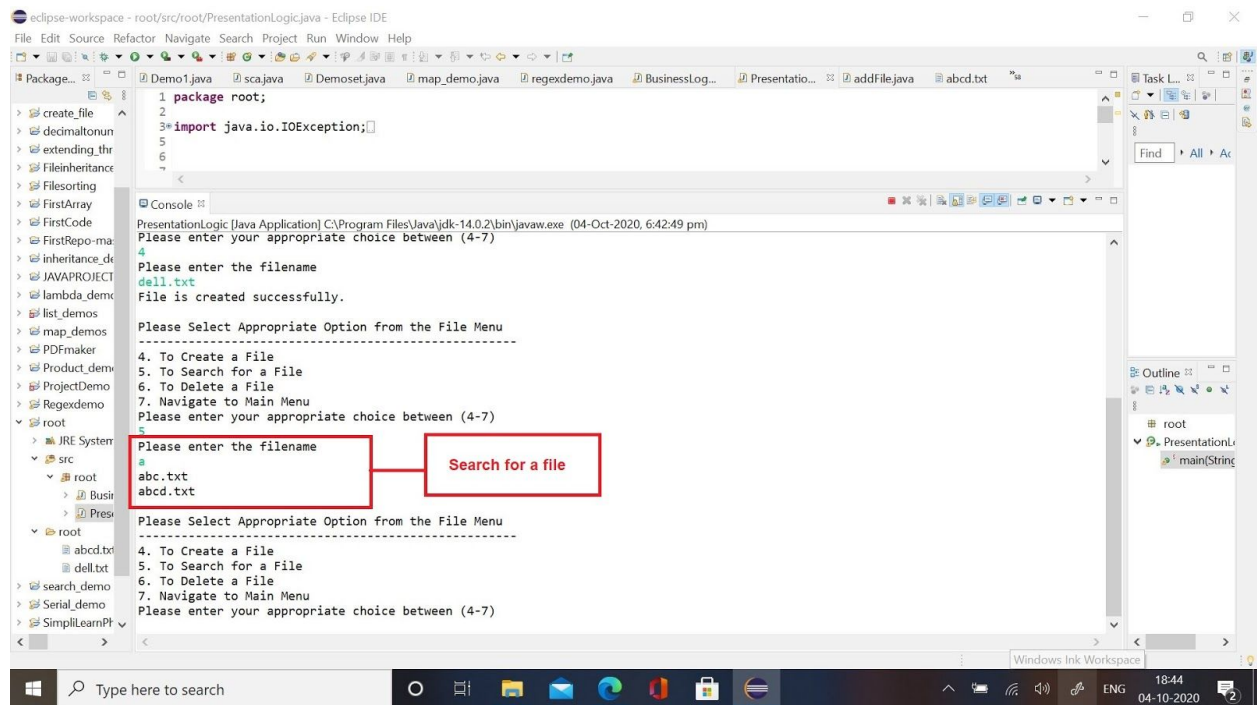 eclipse-workspace - root/src/root/PresentationLogic.java - Eclipse IDE
File Edit Source Refactor Navigate Search Project Run Window Help
Package... Demo1.java sca.java Demoset.java map_demo.java regexdemo.java BusinessLog... Presentatio... addFile.java abcd.txt Task L...
create_file
decimaltonum
extending_thr
Fileinheritance
Filesorting
FirstArray
FirstCode
FirstRepo-ma
inheritance_de
JAVAPROJECT
lambda_demo
list_demos
map_demos
PDFmaker
Product_demo
ProjectDemo
Regexdemo
root
JRE System
src
root
Busir
Prese
root
abcd.txt
dell.txt
search_demo
Serial_demo
SimpliLearnPh
1 package root;
2
3 import java.io.IOException;
5
6
7
Console
PresentationLogic [Java Application] C:\Program Files\Java\jdk-14.0.2\bin\javaw.exe (04-Oct-2020, 6:42:49 pm)
Please enter your appropriate choice between (4-7)
4
Please enter the filename
dell.txt
File is created successfully.
Please Select Appropriate Option from the File Menu
----------------------------------------------------
4. To Create a File
5. To Search for a File
6. To Delete a File
7. Navigate to Main Menu
Please enter your appropriate choice between (4-7)
5
Please enter the filename
a
abc.txt
abcd.txt
Search for a file
Please Select Appropriate Option from the File Menu
----------------------------------------------------
4. To Create a File
5. To Search for a File
6. To Delete a File
7. Navigate to Main Menu
Please enter your appropriate choice between (4-7)
Find All Ac
Outline
root
PresentationLo
main(String
Windows Ink Workspace
Type here to search
ENG
18:44
04-10-2020
2